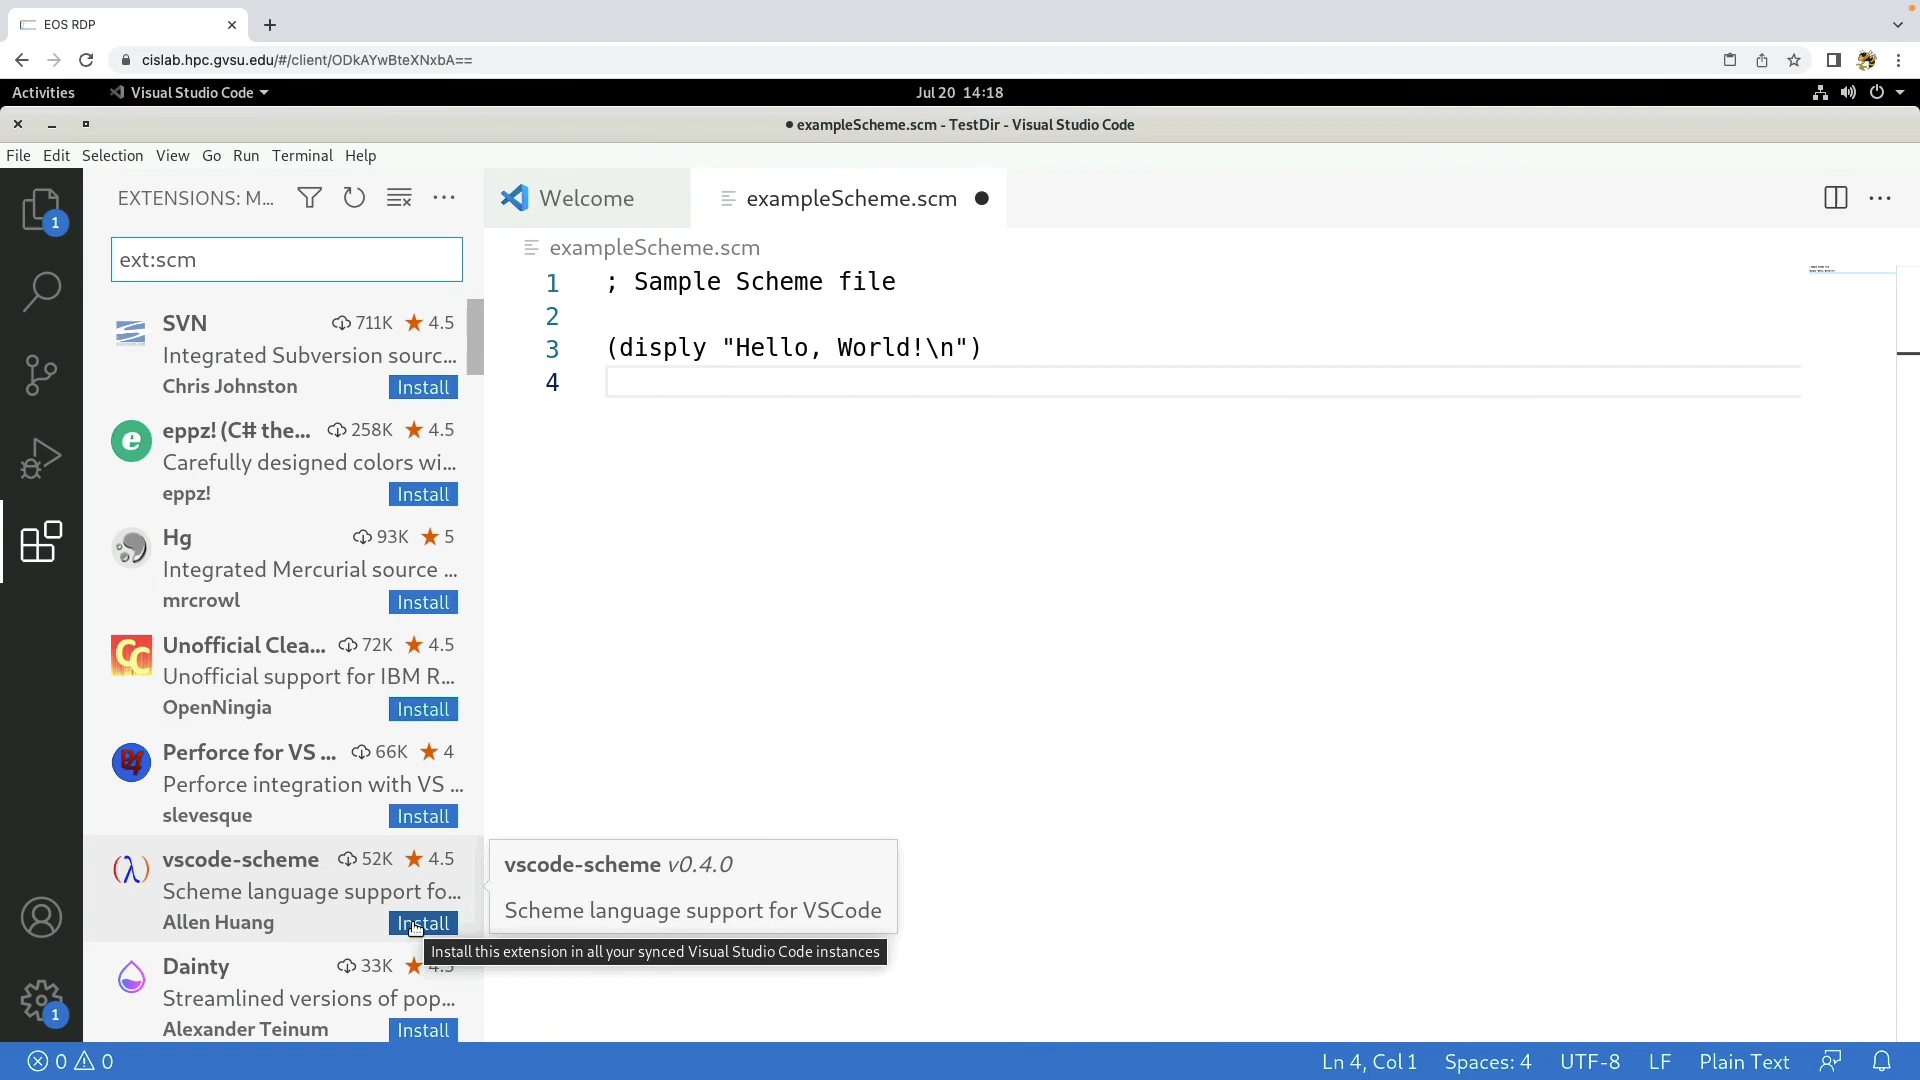 EOS RDP
cislab.hpc.gvsu.edu/#/client/ODkAYwBteXNxbA==
Activities Visual Studio Code Jul 20 14:18
● exampleScheme.scm - TestDir - Visual Studio Code
File Edit Selection View Go Run Terminal Help
EXTENSIONS: M...
ext:scm
SVN 711K ★ 4.5
Integrated Subversion sourc...
Chris Johnston Install
eppz! (C# the... 258K ★ 4.5
Carefully designed colors wi...
eppz! Install
Hg 93K ★ 5
Integrated Mercurial source ...
mrcrowl Install
Unofficial Clea... 72K ★ 4.5
Unofficial support for IBM R...
OpenNingia Install
Perforce for VS ... 66K ★ 4
Perforce integration with VS ...
slevesque Install
vscode-scheme 52K ★ 4.5
Scheme language support fo...
Allen Huang Install
Dainty 33K ★ 4.5
Streamlined versions of pop...
Alexander Teinum Install
1
1
Welcome exampleScheme.scm ●
exampleScheme.scm
1 ; Sample Scheme file
2
3 (disply "Hello, World!\n")
4
vscode-scheme v0.4.0
Scheme language support for VSCode
Install this extension in all your synced Visual Studio Code instances
0 0 Ln 4, Col 1 Spaces: 4 UTF-8 LF Plain Text